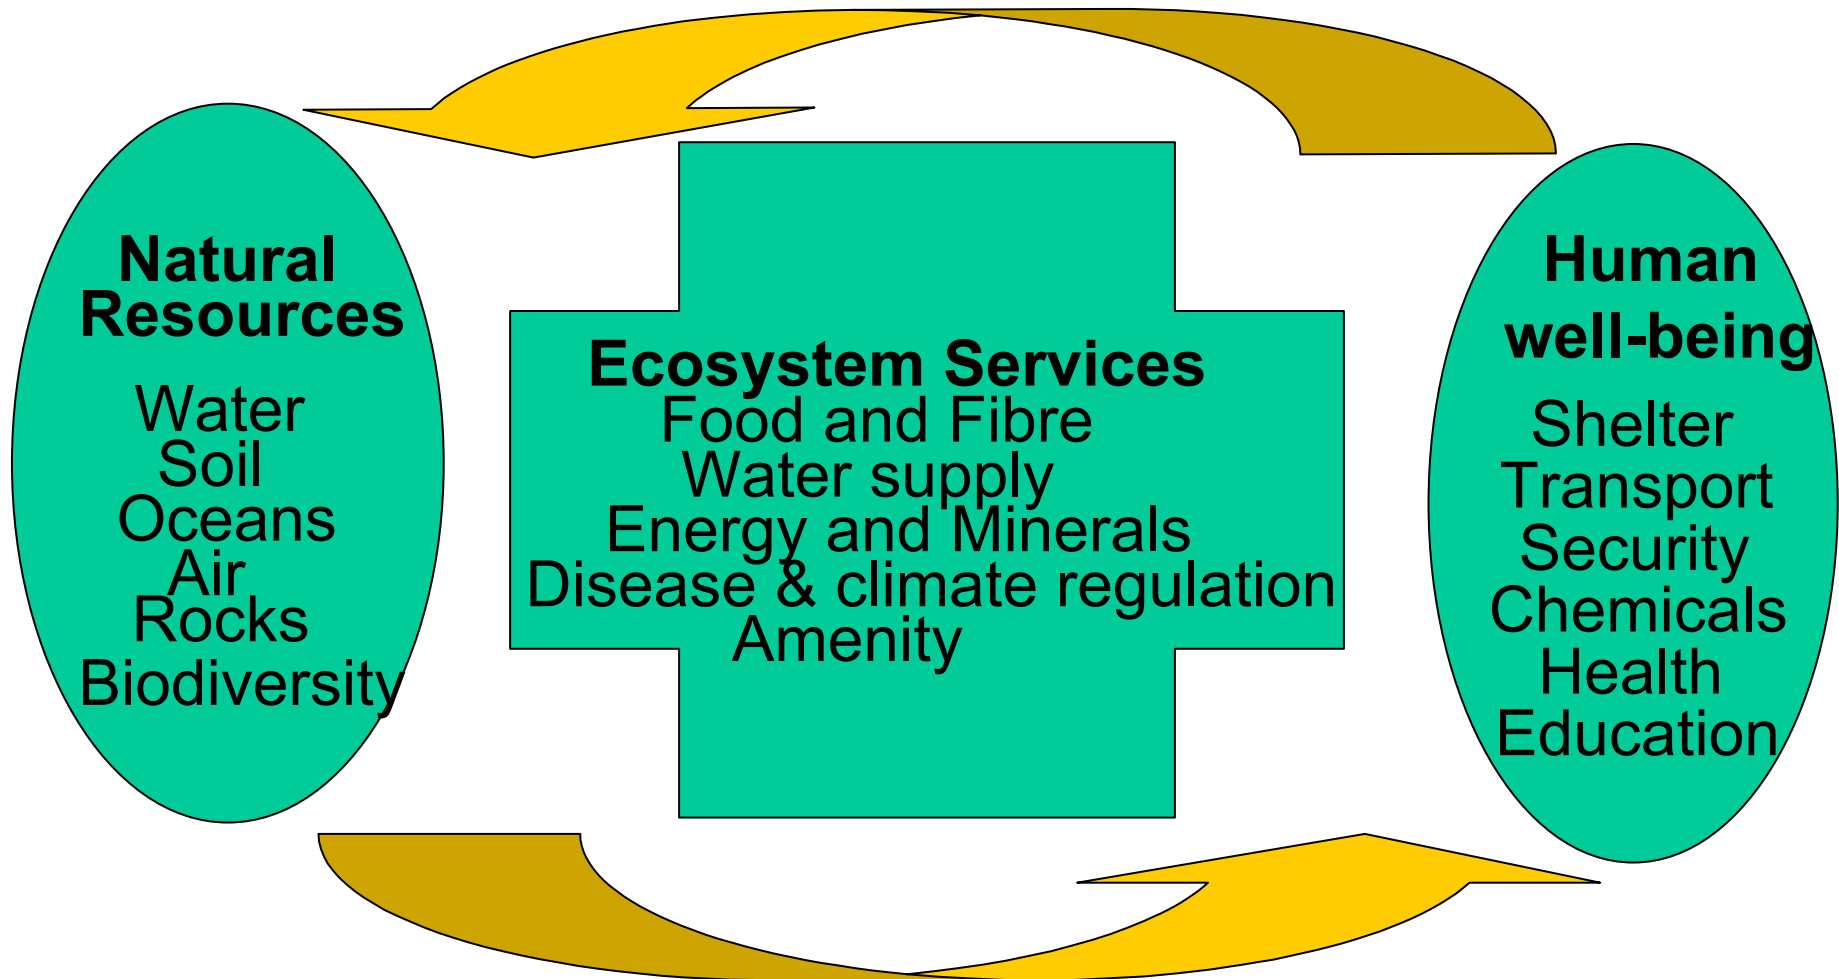 Natural
Resources
Water
Soil
Oceans
Air
Rocks
Biodiversity
Ecosystem Services
Food and Fibre
Water supply
Energy and Minerals
Disease & climate regulation
Amenity
Human
well-being
Shelter
Transport
Security
Chemicals
Health
Education